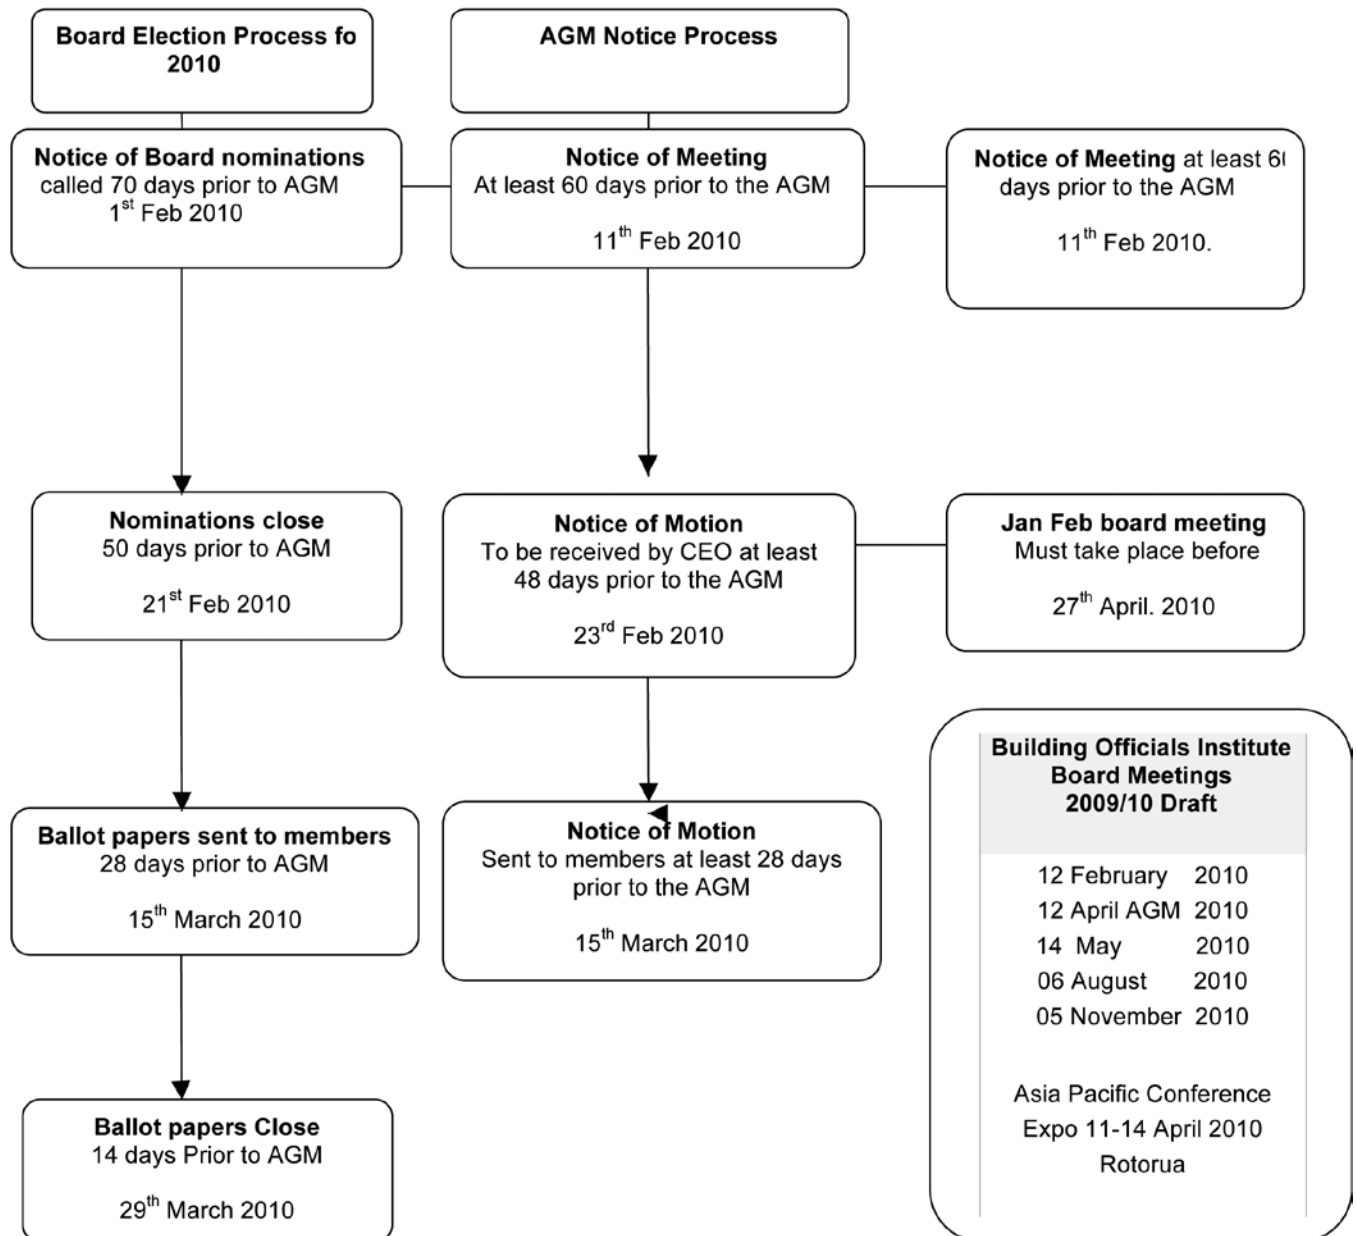 Board Election Process fo
2010
AGM Notice Process
Notice of Board nominations
called 70 days prior to AGM
1st Feb 2010
Notice of Meeting
At least 60 days prior to the AGM
11th Feb 2010
Notice of Meeting at least 6
days prior to the AGM
11th Feb 2010.
Nominations close
50 days prior to AGM
21st Feb 2010
Notice of Motion
To be received by CEO at least
48 days prior to the AGM
23rd Feb 2010
Jan Feb board meeting
Must take place before
27th April. 2010
Ballot papers sent to members
28 days prior to AGM
15th March 2010
Notice of Motion
Sent to members at least 28 days
prior to the AGM
15th March 2010
Building Officials Institute
Board Meetings
2009/10 Draft
12 February 2010
12 April AGM 2010
14 May 2010
06 August 2010
05 November 2010
Asia Pacific Conference
Expo 11-14 April 2010
Rotorua
Ballot papers Close
14 days Prior to AGM
29th March 2010